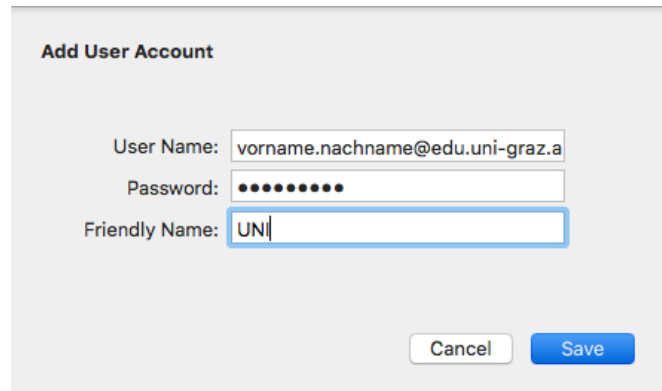 Add User Account
User Name: vorname.nachname@edu.uni-graz.a
Password: •••••••••
Friendly Name: UNI
Cancel Save